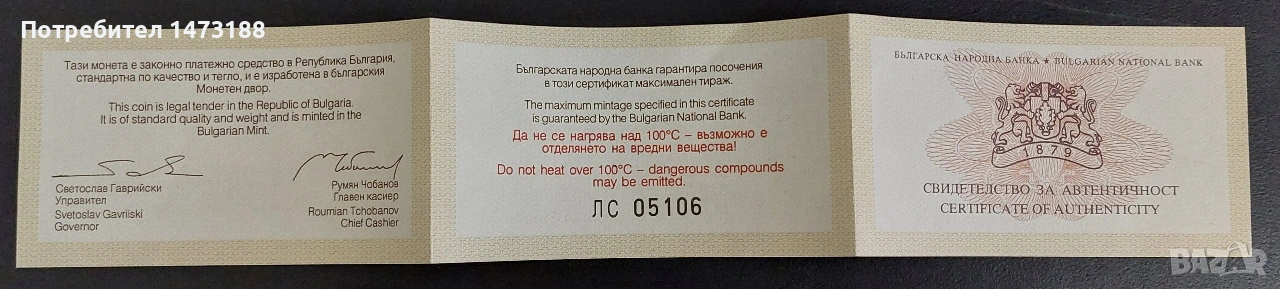 Потребител 1473188
Тази монета е законно платежно средство в Република България,
стандартна по качество и тегло, и е изработена в българския
Монетен двор.
This coin is legal tender in the Republic of Bulgaria.
It is of standard quality and weight and is minted in the
Bulgarian Mint.
Светослав Гаврийски
Управител
Svetoslav Gavriiski
Governor
Румян Чобанов
Главен касиер
Roumian Tchobanov
Chief Cashier
Българската народна банка гарантира посочения
в този сертификат максимален тираж.
The maximum mintage specified in this certificate
is guaranteed by the Bulgarian National Bank.
Да не се нагрява над 100°C – възможно е
отделянето на вредни вещества!
Do not heat over 100°C – dangerous compounds
may be emitted.
ЛС 05106
БЪЛГАРСКА НАРОДНА БАНКА ★ BULGARIAN NATIONAL BANK
1879
СВИДЕТЕЛСТВО ЗА АВТЕНТИЧНОСТ
CERTIFICATE OF AUTHENTICITY
BAZAR